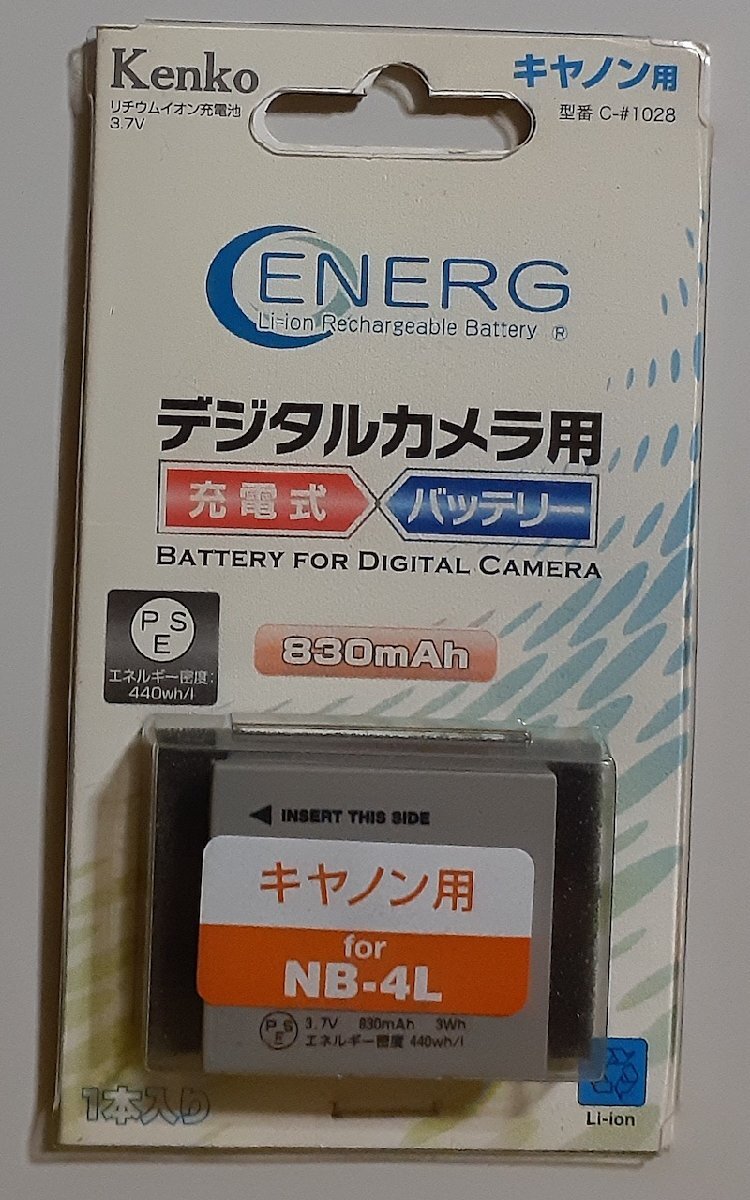 Kenko
リチウムイオン充電池
3.7V
キヤノン用
型番 C-#1028
ENERG
Li-ion Rechargeable Battery ®
デジタルカメラ用
充電式 バッテリー
BATTERY FOR DIGITAL CAMERA
PSE
エネルギー密度:
440wh/l
830mAh
INSERT THIS SIDE
キヤノン用
for
NB-4L
PSE 3.7V 830mAh 3Wh
エネルギー密度 440wh/l
1本入り
Li-ion